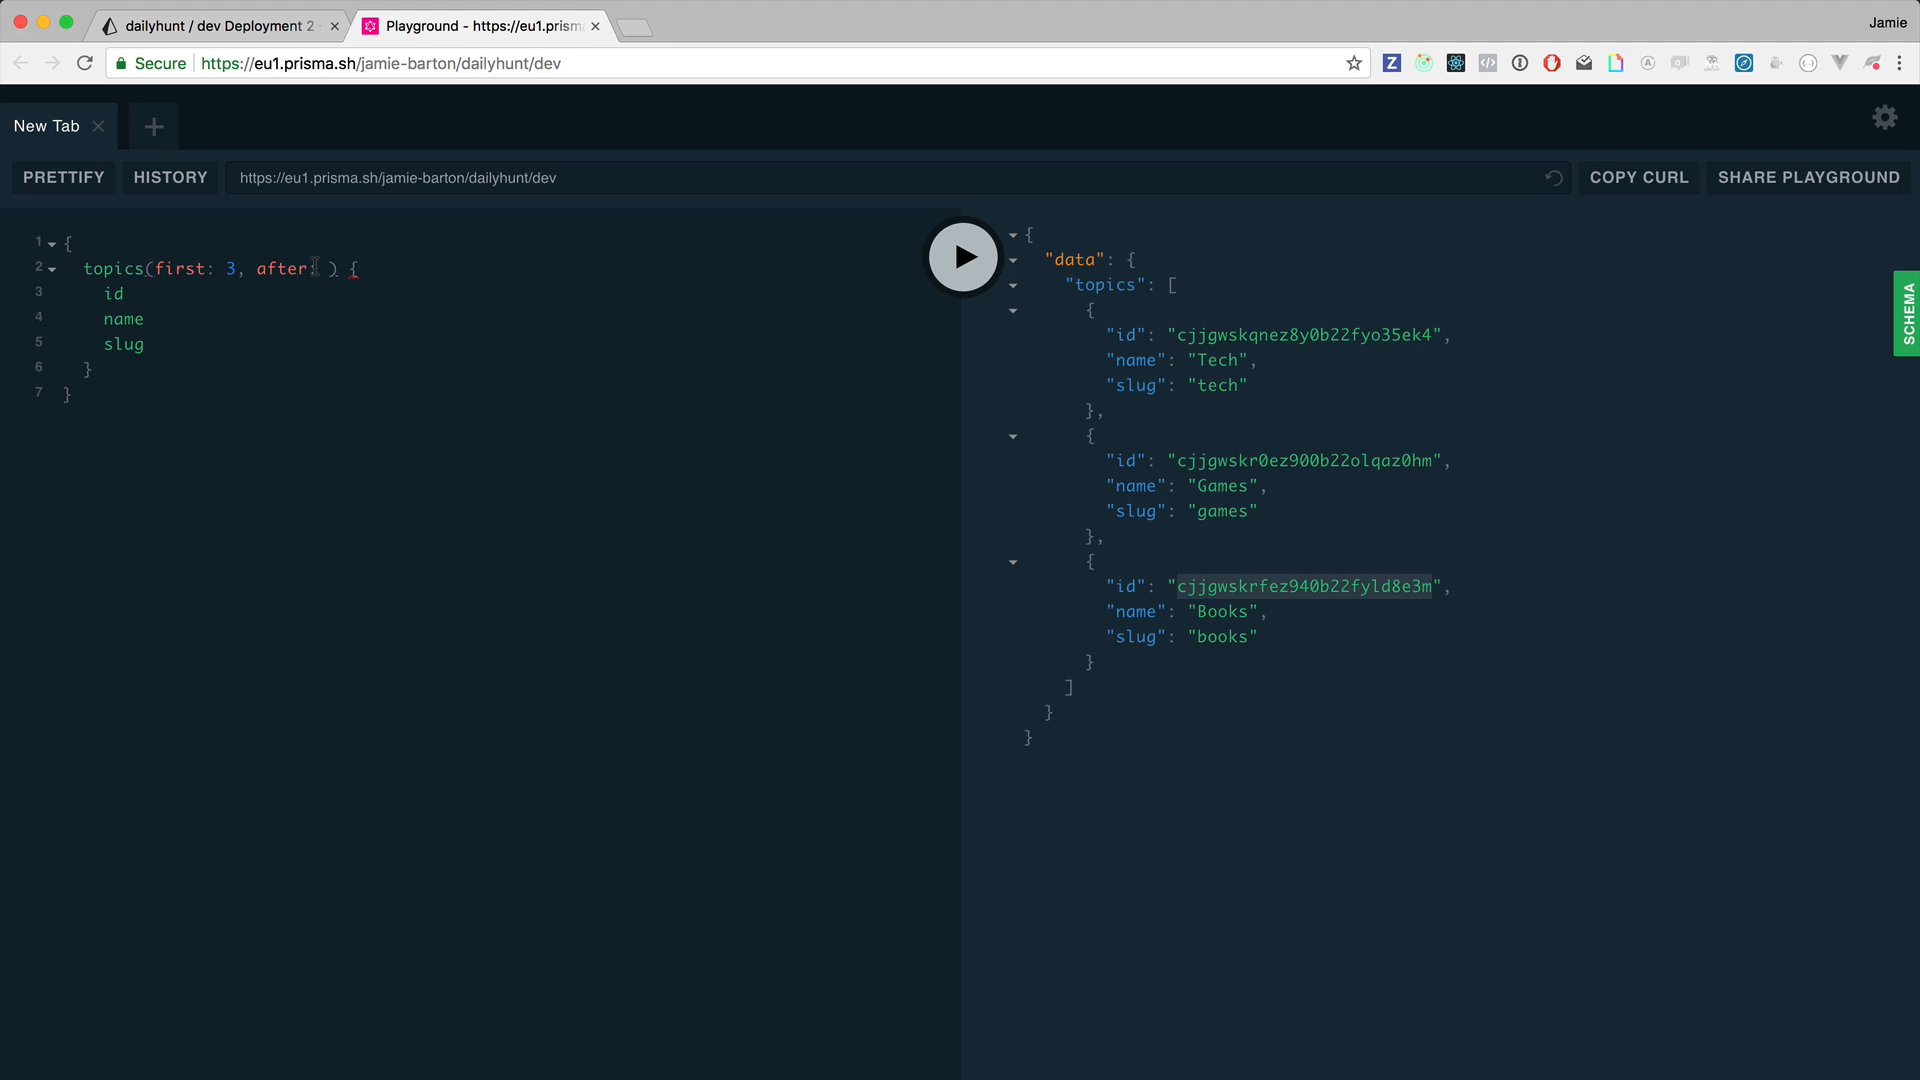 dailyhunt / dev Deployment 2
Playground - https://eu1.prism
Jamie
Secure
https://eu1.prisma.sh/jamie-barton/dailyhunt/dev
New Tab
PRETTIFY
HISTORY
https://eu1.prisma.sh/jamie-barton/dailyhunt/dev
COPY CURL
SHARE PLAYGROUND
1 {
2 topics(first: 3, after: ) {
3 id
4 name
5 slug
6 }
7 }
{
"data": {
"topics": [
{
"id": "cjjgwskqnez8y0b22fyo35ek4",
"name": "Tech",
"slug": "tech"
},
{
"id": "cjjgwskr0ez900b22olqaz0hm",
"name": "Games",
"slug": "games"
},
{
"id": "cjjgwskrfez940b22fyld8e3m",
"name": "Books",
"slug": "books"
}
]
}
}
SCHEMA